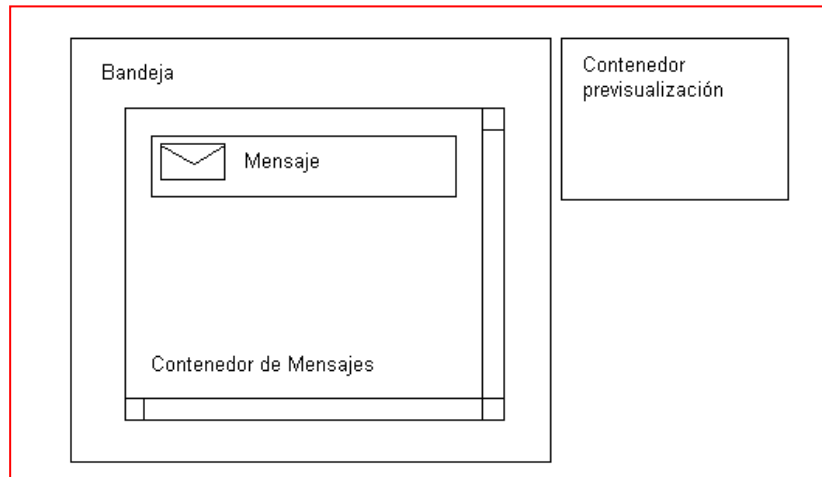 Bandeja
Contenedor
previsualización
Mensaje
Contenedor de Mensajes